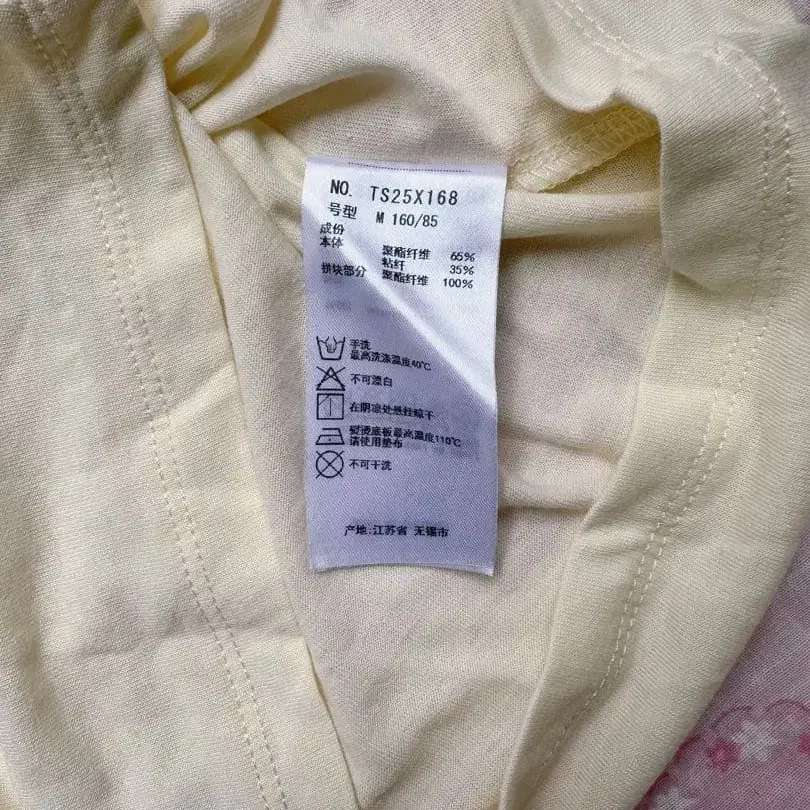 NO. TS25X168
号型 M 160/85
成份
本体 聚酯纤维 65%
粘纤 35%
拼块部分 聚酯纤维 100%
手洗
最高洗涤温度40℃
不可漂白
在阴凉处悬挂晾干
熨烫底板最高温度110℃
请使用垫布
不可干洗
产地:江苏省 无锡市